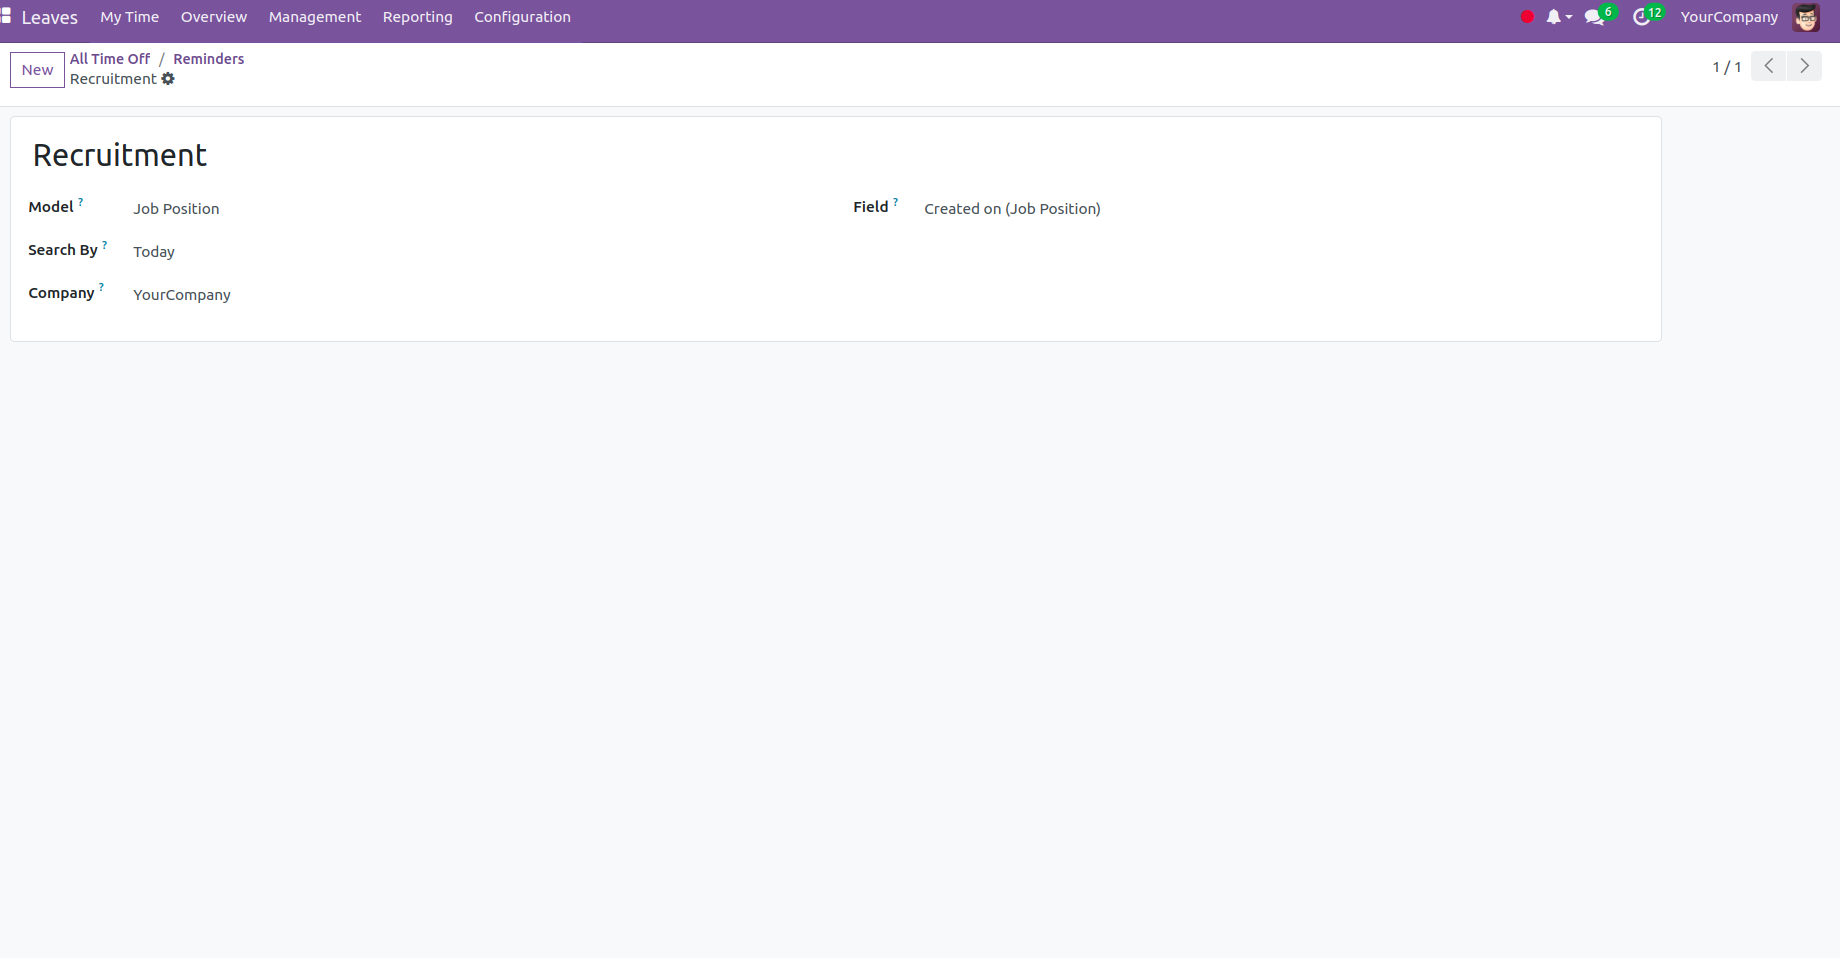 Leaves My Time Overview Management Reporting Configuration 6 12 YourCompany
New All Time Off / Reminders
Recruitment 1 / 1
Recruitment
Model ? Job Position Field ? Created on (Job Position)
Search By ? Today
Company ? YourCompany